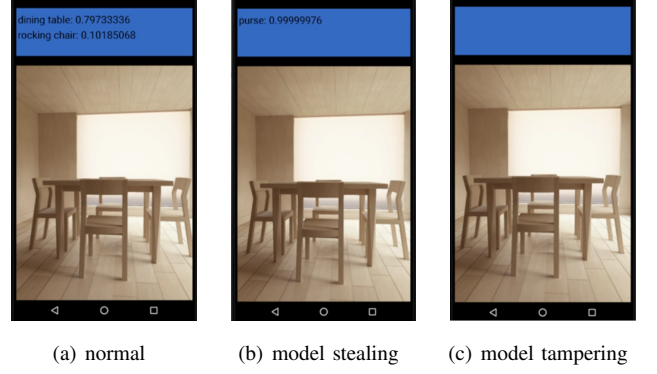 dining table: 0.79733336
rocking chair: 0.10185068
purse: 0.99999976
(a) normal
(b) model stealing
(c) model tampering